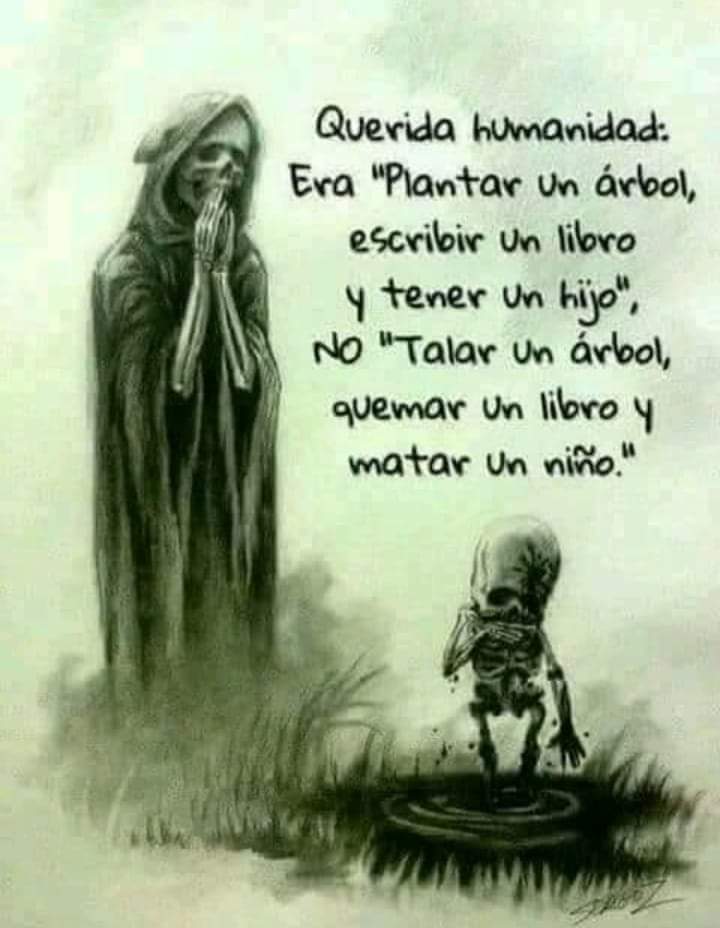 Querida humanidad:
Era "Plantar un árbol,
escribir un libro
y tener un hijo",
NO "Talar un árbol,
quemar un libro y
matar un niño."